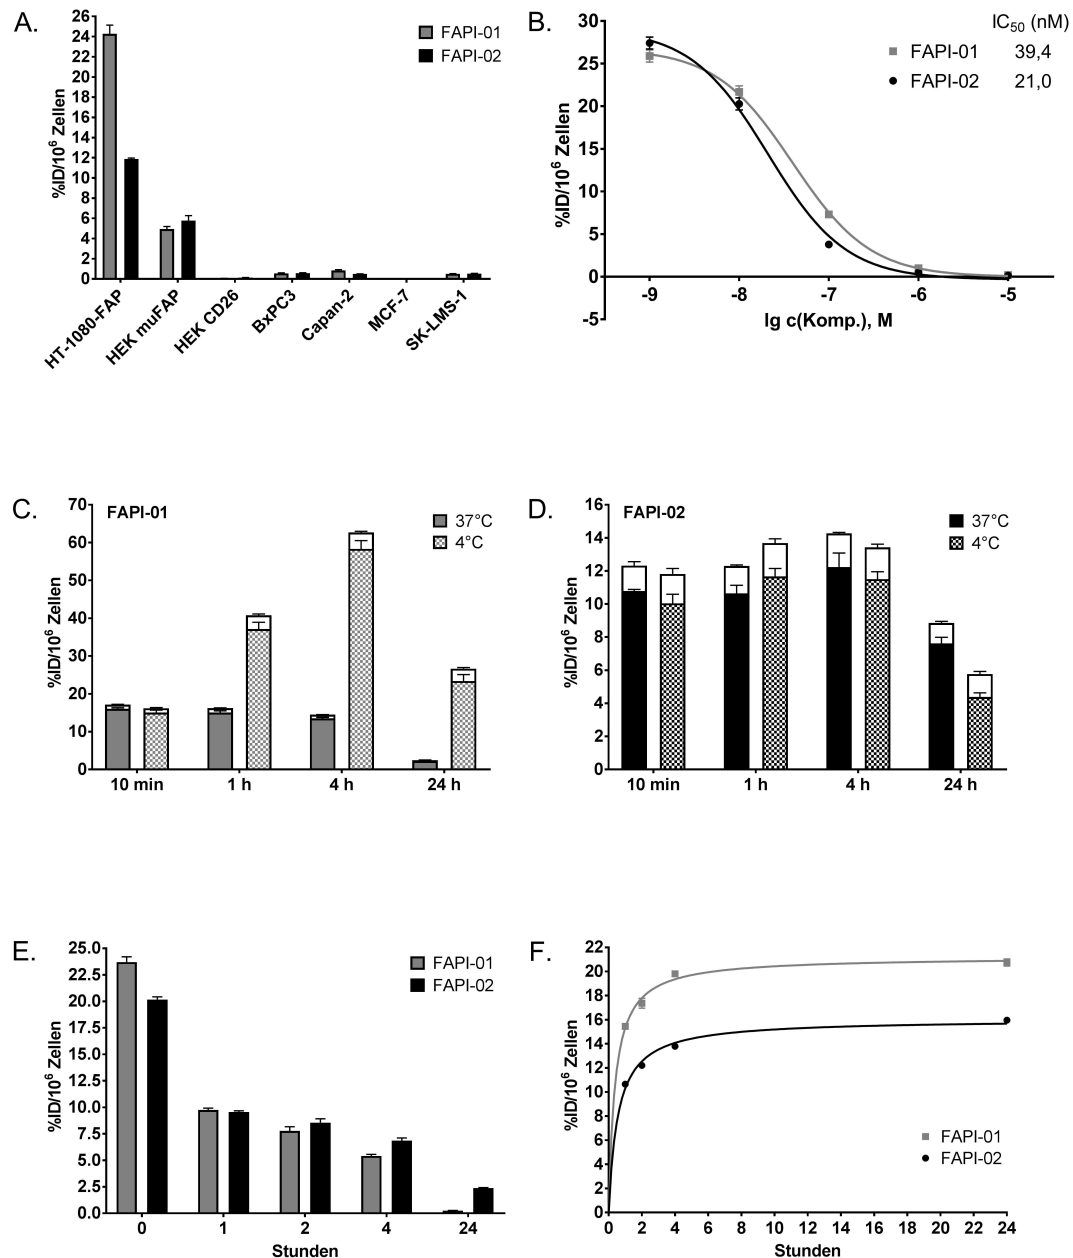 A.
26
24
22
20
18
16
14
12
10
8
6
4
2
0
%ID/10⁶ Zellen
FAPI-01
FAPI-02
HT-1080-FAP
HEK muFAP
HEK CD26
BxPC3
Capan-2
MCF-7
SK-LMS-1
B.
30
25
20
15
10
5
0
-5
%ID/10⁶ Zellen
IC₅₀ (nM)
FAPI-01 39,4
FAPI-02 21,0
-9 -8 -7 -6 -5
lg c(Komp.), M
C.
70
60
50
40
30
20
10
0
%ID/10⁶ Zellen
FAPI-01
37°C
4°C
10 min 1 h 4 h 24 h
D.
16
14
12
10
8
6
4
2
0
%ID/10⁶ Zellen
FAPI-02
37°C
4°C
10 min 1 h 4 h 24 h
E.
25.0
22.5
20.0
17.5
15.0
12.5
10.0
7.5
5.0
2.5
0.0
%ID/10⁶ Zellen
FAPI-01
FAPI-02
0 1 2 4 24
Stunden
F.
22
20
18
16
14
12
10
8
6
4
2
0
%ID/10⁶ Zellen
FAPI-01
FAPI-02
0 2 4 6 8 10 12 14 16 18 20 22 24
Stunden